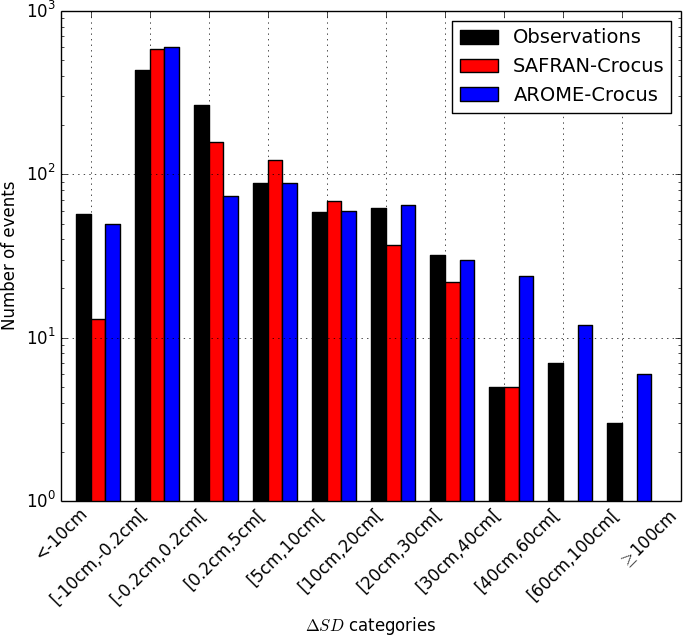 10³
10²
10¹
10⁰
Number of events
Observations
SAFRAN-Crocus
AROME-Crocus
<-10cm
[-10cm,-0.2cm[
[-0.2cm,0.2cm[
[0.2cm,5cm[
[5cm,10cm[
[10cm,20cm[
[20cm,30cm[
[30cm,40cm[
[40cm,60cm[
[60cm,100cm[
≥100cm
ΔSD categories